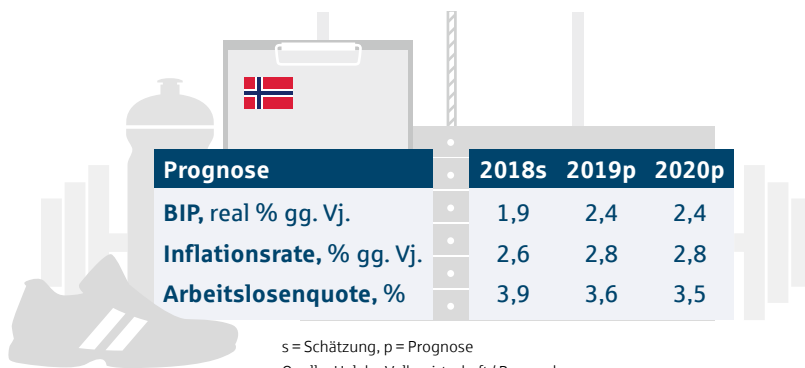 Prognose 2018s 2019p 2020p
BIP, real % gg. Vj. 1,9 2,4 2,4
Inflationsrate, % gg. Vj. 2,6 2,8 2,8
Arbeitslosenquote, % 3,9 3,6 3,5
s = Schätzung, p = Prognose